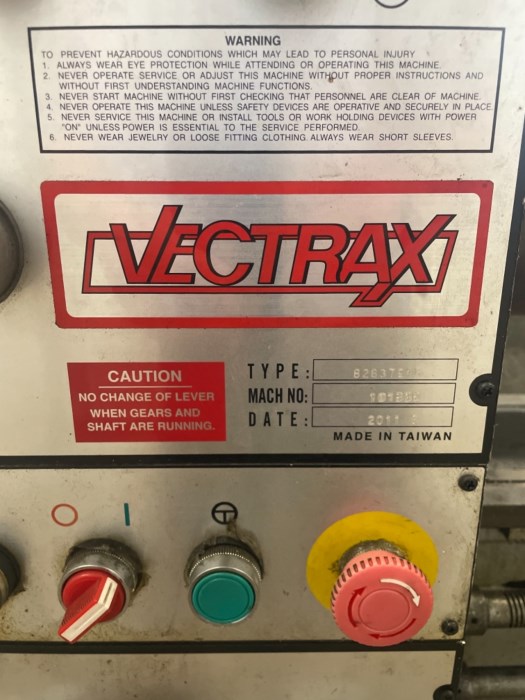 WARNING
TO PREVENT HAZARDOUS CONDITIONS WHICH MAY LEAD TO PERSONAL INJURY
1. ALWAYS WEAR EYE PROTECTION WHILE ATTENDING OR OPERATING THIS MACHINE.
2. NEVER OPERATE SERVICE OR ADJUST THIS MACHINE WITHOUT PROPER INSTRUCTIONS AND
WITHOUT FIRST UNDERSTANDING MACHINE FUNCTIONS.
3. NEVER START MACHINE WITHOUT FIRST CHECKING THAT PERSONNEL ARE CLEAR OF MACHINE.
4. NEVER OPERATE THIS MACHINE UNLESS SAFETY DEVICES ARE OPERATIVE AND SECURELY IN PLACE.
5. NEVER SERVICE THIS MACHINE OR INSTALL TOOLS OR WORK HOLDING DEVICES WITH POWER
"ON" UNLESS POWER IS ESSENTIAL TO THE SERVICE PERFORMED.
6. NEVER WEAR JEWELRY OR LOOSE FITTING CLOTHING. ALWAYS WEAR SHORT SLEEVES.
VECTRAX
CAUTION
NO CHANGE OF LEVER
WHEN GEARS AND
SHAFT ARE RUNNING.
TYPE:
MACH NO:
DATE: 2011
MADE IN TAIWAN